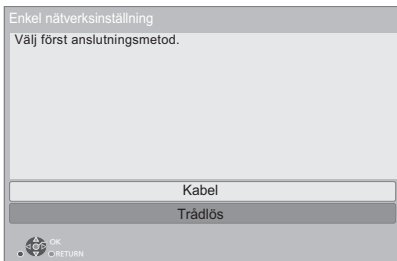 Enkel nätverksinställning
Välj först anslutningsmetod.
Kabel
Trådlös
OK
RETURN